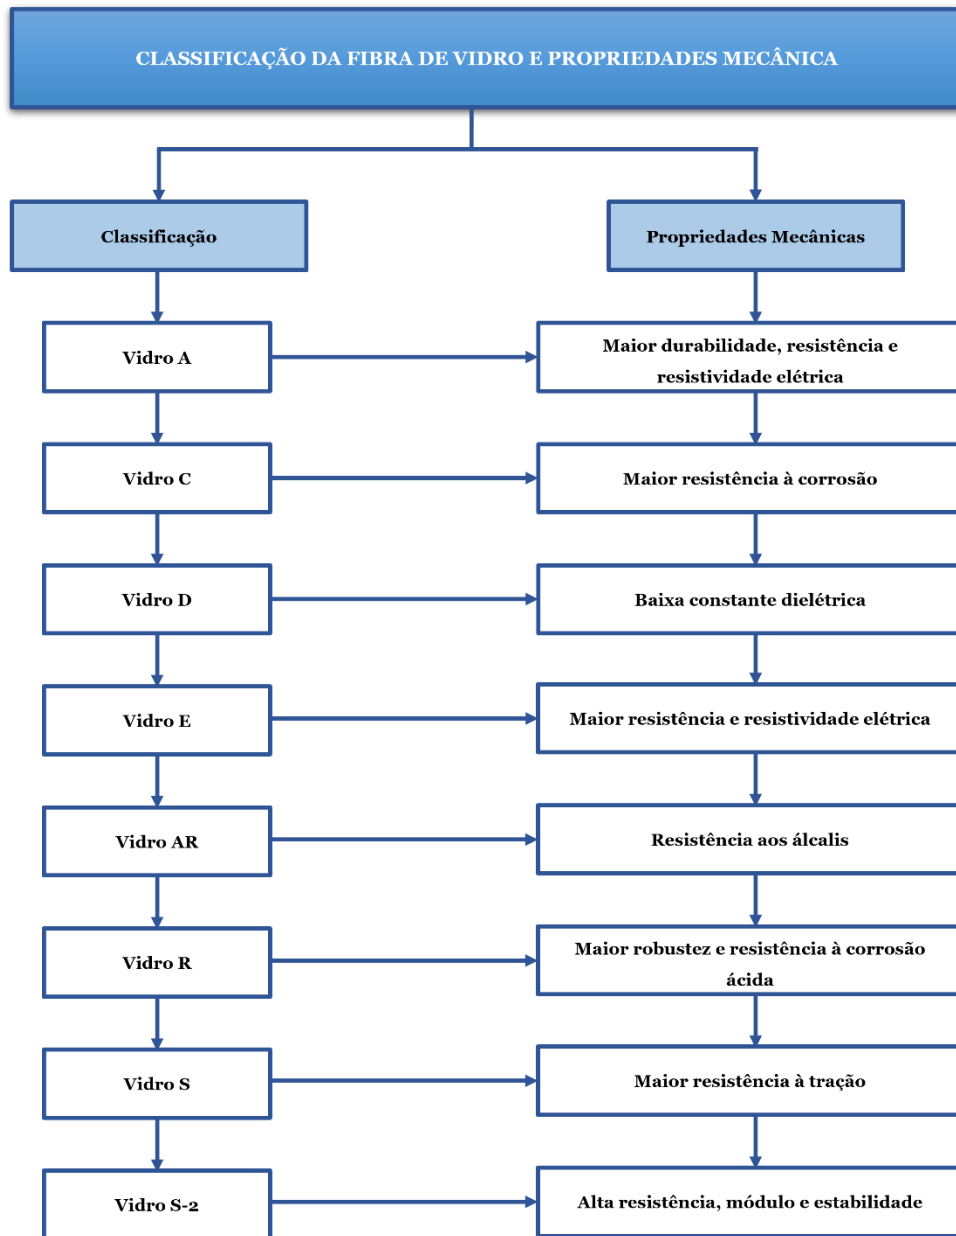 CLASSIFICAÇÃO DA FIBRA DE VIDRO E PROPRIEDADES MECÂNICA
Classificação
Propriedades Mecânicas
Vidro A
Maior durabilidade, resistência e
resistividade elétrica
Vidro C
Maior resistência à corrosão
Vidro D
Baixa constante dielétrica
Vidro E
Maior resistência e resistividade elétrica
Vidro AR
Resistência aos álcalis
Vidro R
Maior robustez e resistência à corrosão
ácida
Vidro S
Maior resistência à tração
Vidro S-2
Alta resistência, módulo e estabilidade